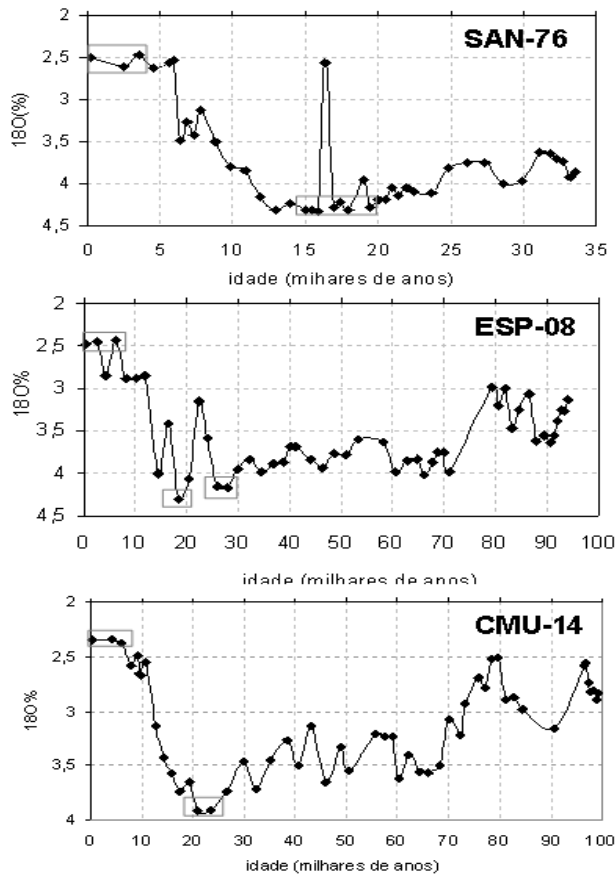 SAN-76
2,5
3
3,5
4
4,5
18O(%)
0 5 10 15 20 25 30 35
idade (mihares de anos)
ESP-08
2
2,5
3
3,5
4
4,5
18O%
0 10 20 30 40 50 60 70 80 90 100
idade (milhares de anos)
CMU-14
2
2,5
3
3,5
4
18O%
0 10 20 30 40 50 60 70 80 90 100
idade (milhares de anos)